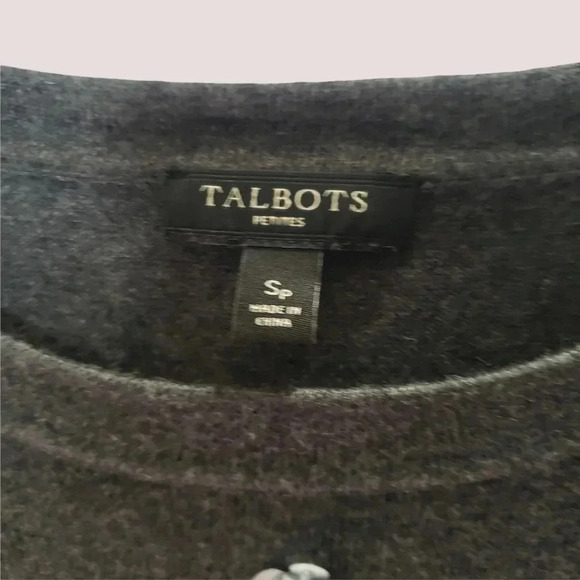 TALBOTS
PETITES
SP
MADE IN
CHINA